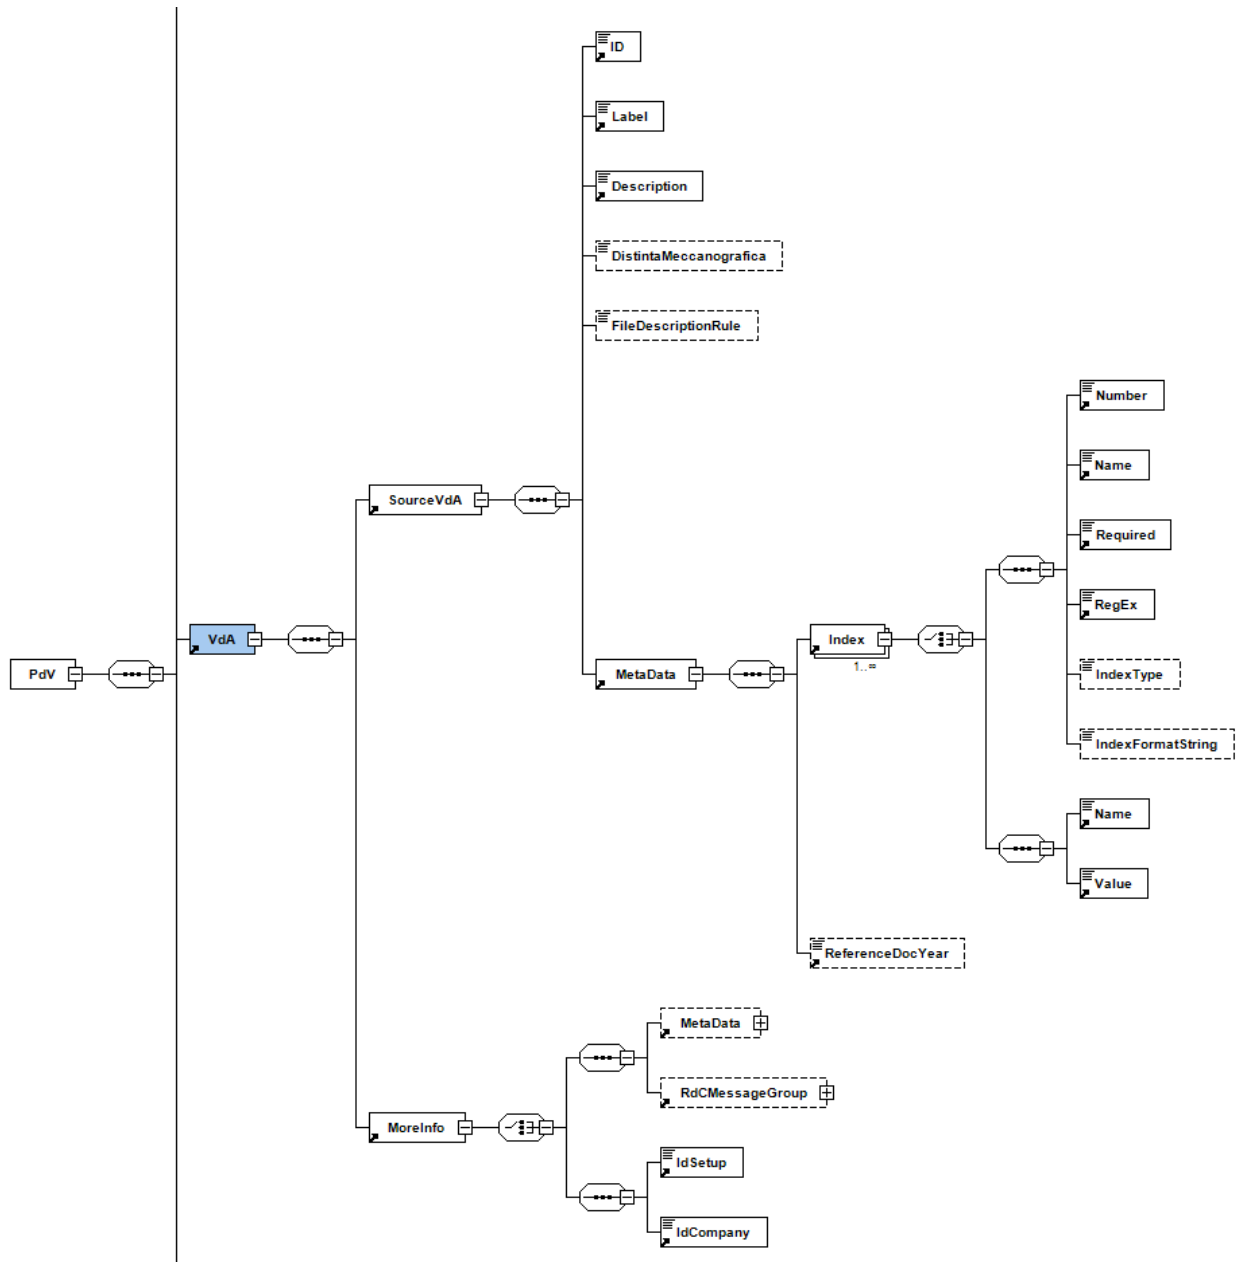 ID
Label
Description
DistintaMeccanografica
FileDescriptionRule
Number
Name
Required
SourceVdA
RegEx
VdA
Index
PdV
MetaData
1..∞
IndexType
IndexFormatString
Name
Value
ReferenceDocYear
MetaData
RdCMessageGroup
MoreInfo
IdSetup
IdCompany